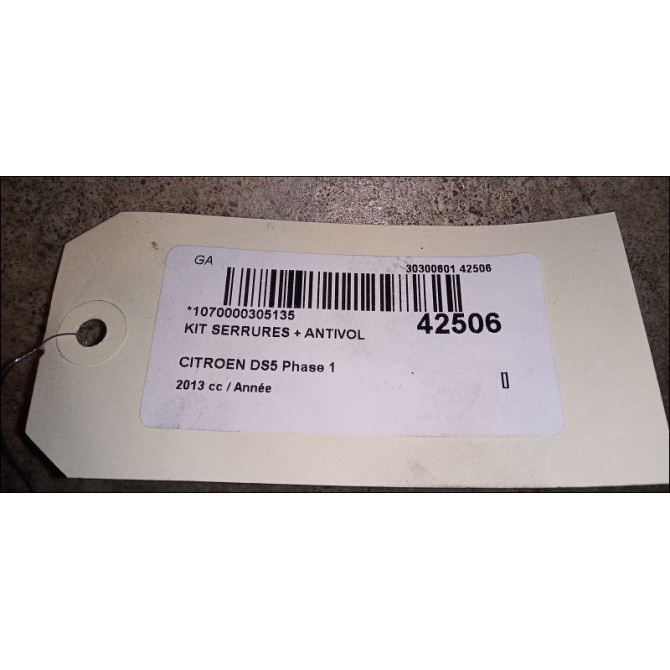 GA
30300601 42506
*1070000305135
42506
KIT SERRURES + ANTIVOL
CITROEN DS5 Phase 1
2013 cc / Année